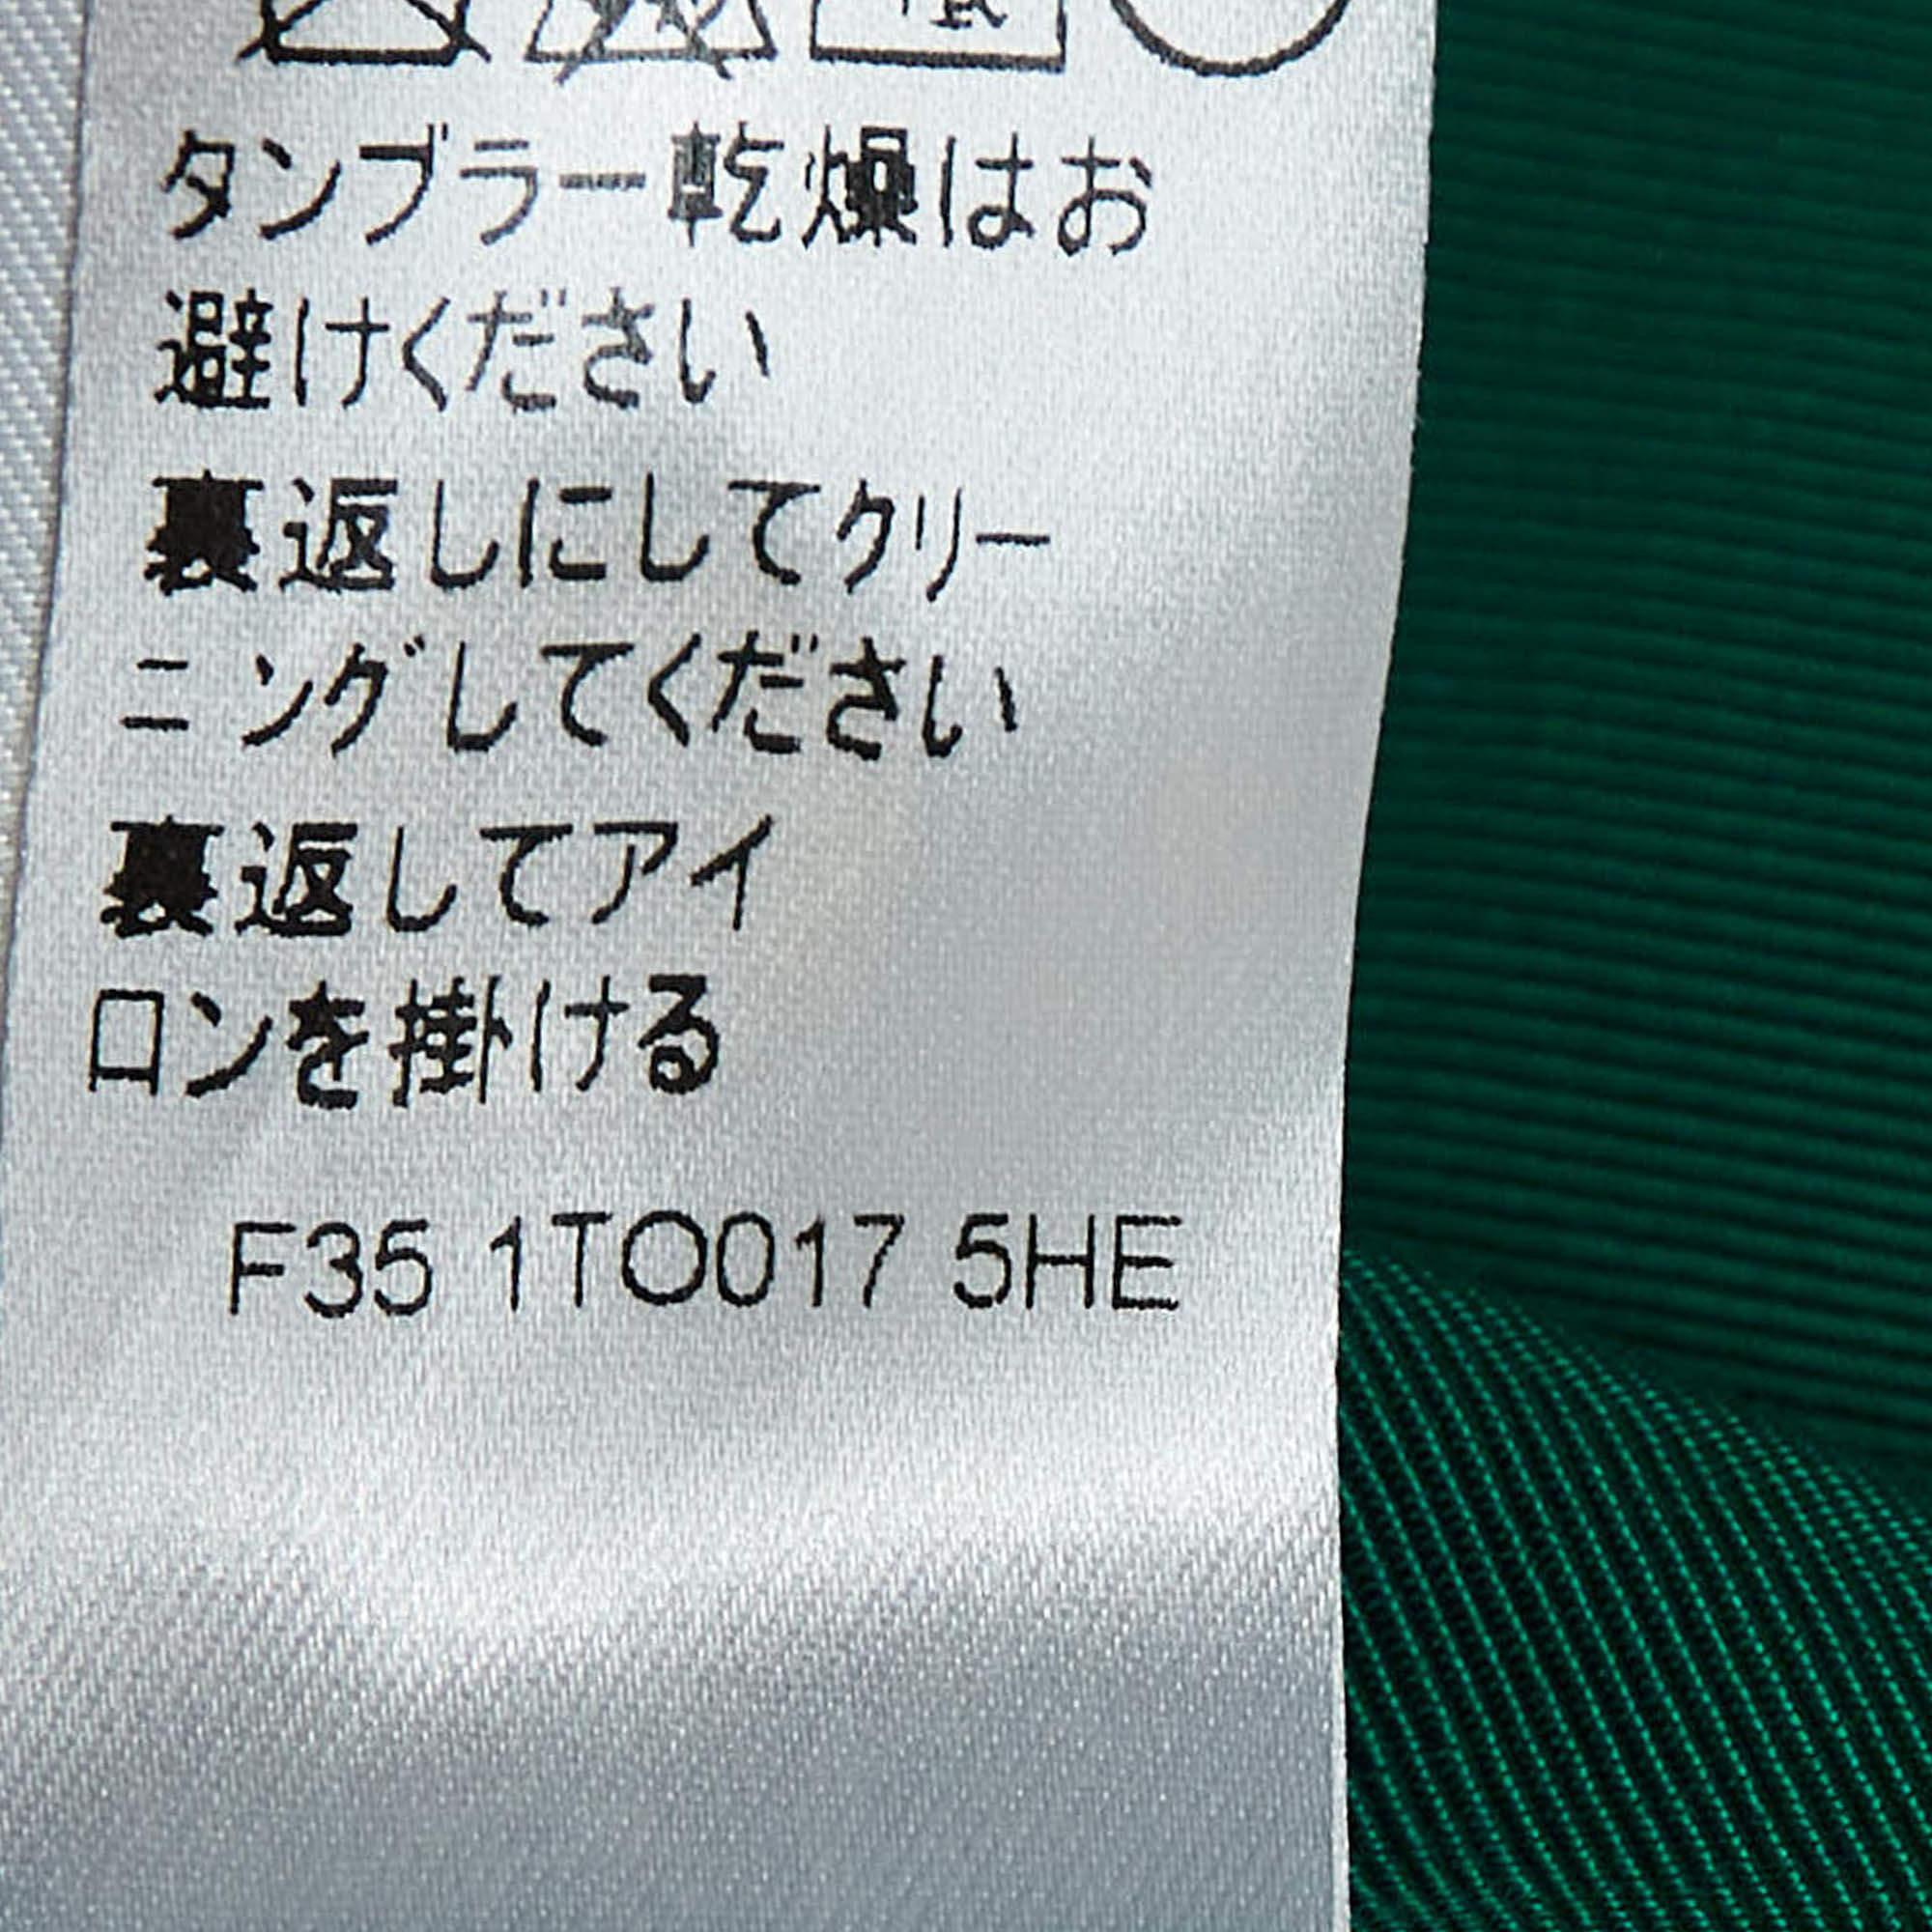 タンブラー乾燥はお
避けください
裏返しにしてクリー
ニングしてください
裏返してアイ
ロンを掛ける
F35 1TO017 5HE